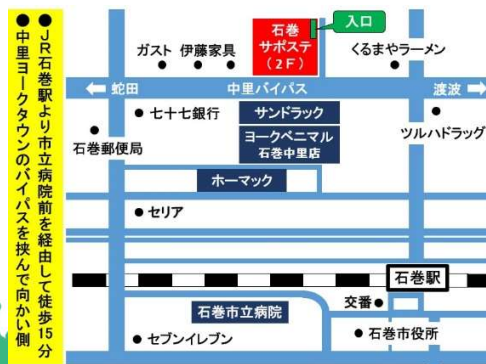 ●JR石巻駅より市立病院前を経由して徒歩15分
●中里ヨークタウンのバイパスを挟んで向かい側
入口
石巻
サポステ
（2F）
ガスト
伊藤家具
くるまやラーメン
蛇田
中里バイパス
渡波
七十七銀行
サンドラック
石巻郵便局
ヨークベニマル
石巻中里店
ツルハドラッグ
ホーマック
セリア
石巻駅
石巻市立病院
交番
セブンイレブン
石巻市役所